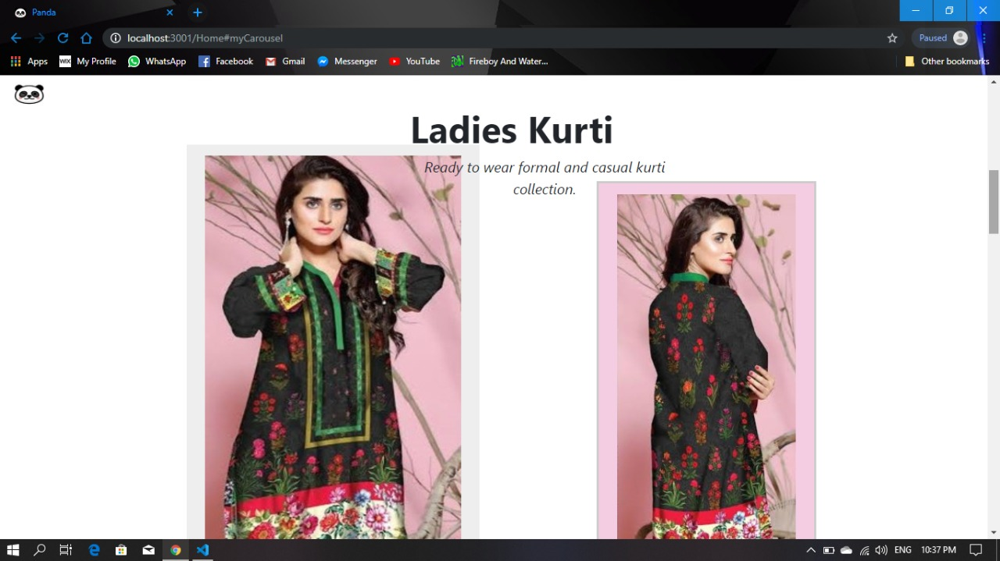 Panda
localhost:3001/Home#myCarousel
Paused
Apps WiX My Profile WhatsApp Facebook Gmail Messenger YouTube Fireboy And Water... Other bookmarks
Ladies Kurti
Ready to wear formal and casual kurti
collection.
ENG 10:37 PM